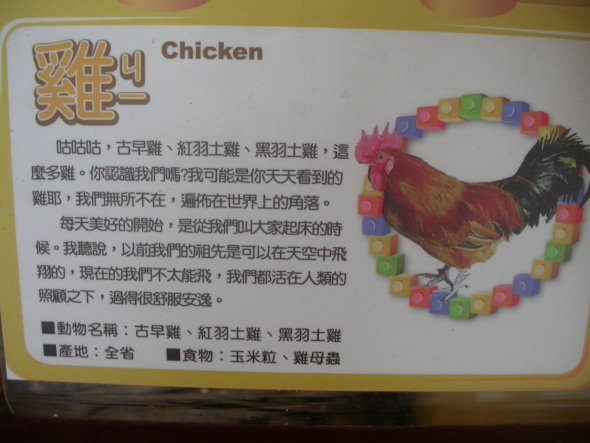 雞 ㄐㄧ Chicken
咕咕咕，古早雞、紅羽土雞、黑羽土雞，這
麼多雞。你認識我們嗎?我可能是你天天看到的
雞耶，我們無所不在，遍佈在世界上的角落。
每天美好的開始，是從我們叫大家起床的時
候。我聽說，以前我們的祖先是可以在天空中飛
翔的，現在的我們不太能飛，我們都活在人類的
照顧之下，過得很舒服安逸。
■動物名稱：古早雞、紅羽土雞、黑羽土雞
■產地：全省 ■食物：玉米粒、雞母蟲